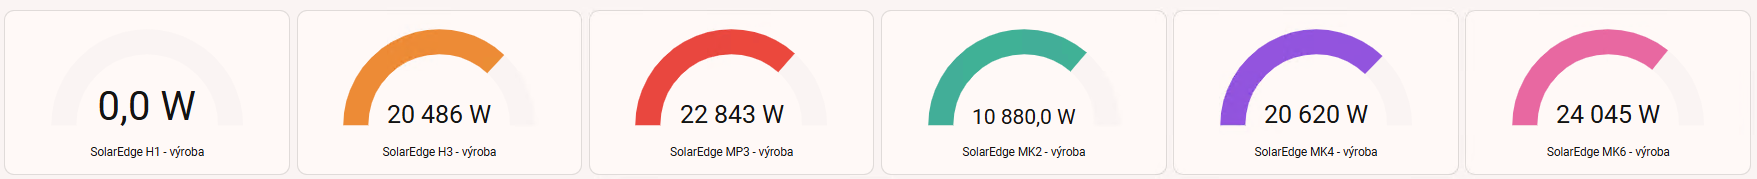 0,0 W
SolarEdge H1 - výroba
20 486 W
SolarEdge H3 - výroba
22 843 W
SolarEdge MP3 - výroba
10 880,0 W
SolarEdge MK2 - výroba
20 620 W
SolarEdge MK4 - výroba
24 045 W
SolarEdge MK6 - výroba